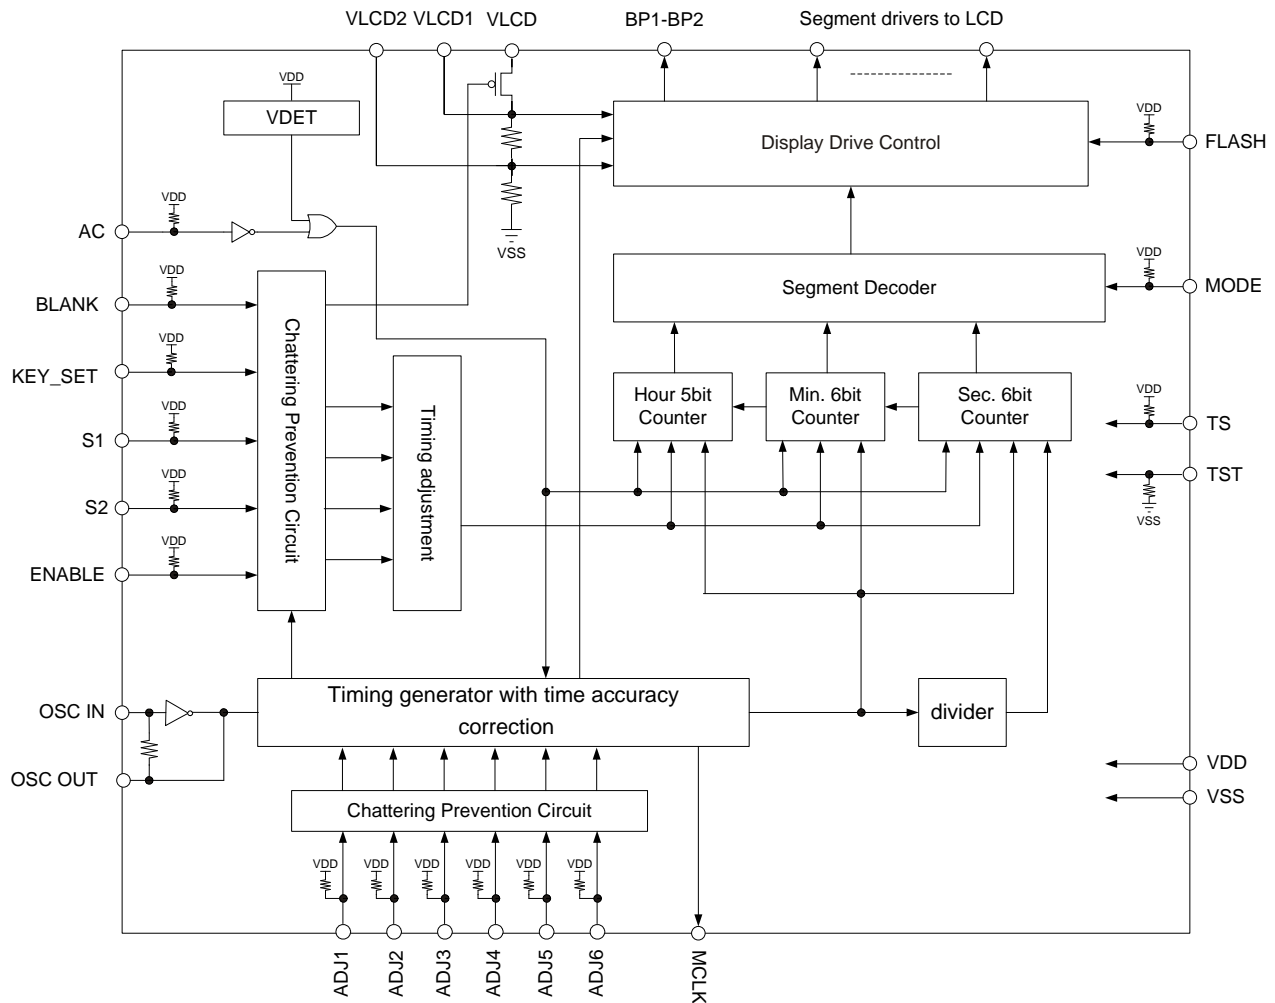 VLCD2 VLCD1 VLCD BP1-BP2 Segment drivers to LCD
VDD
VDET
Display Drive Control
VDD
FLASH
VDD
AC
VSS
VDD
BLANK
Segment Decoder
VDD
MODE
Chattering Prevention Circuit
VDD
KEY_SET
Timing adjustment
Hour 5bit
Counter
Min. 6bit
Counter
Sec. 6bit
Counter
VDD
TS
VDD
S1
TST
VSS
VDD
S2
VDD
ENABLE
OSC IN
Timing generator with time accuracy
correction
divider
OSC OUT
VDD
VSS
Chattering Prevention Circuit
VDD VDD VDD VDD VDD VDD
ADJ1 ADJ2 ADJ3 ADJ4 ADJ5 ADJ6 MCLK